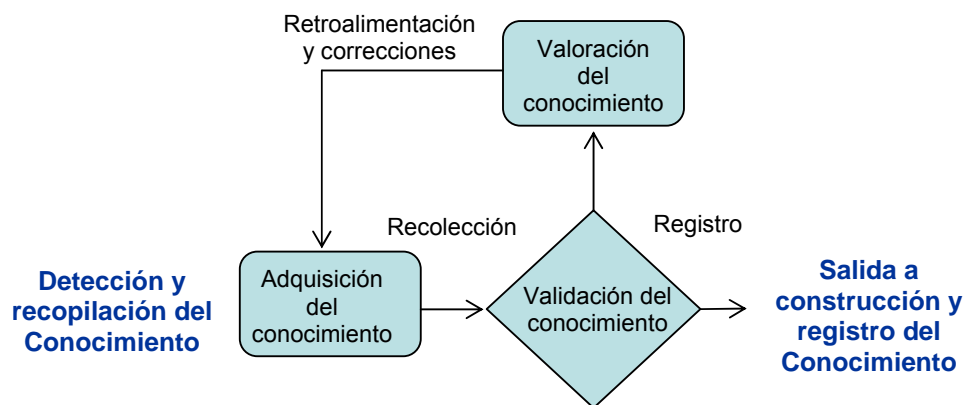 Retroalimentación
y correcciones
Valoración
del
conocimiento
Recolección
Registro
Detección y
recopilación del
Conocimiento
Adquisición
del
conocimiento
Validación del
conocimiento
Salida a
construcción y
registro del
Conocimiento